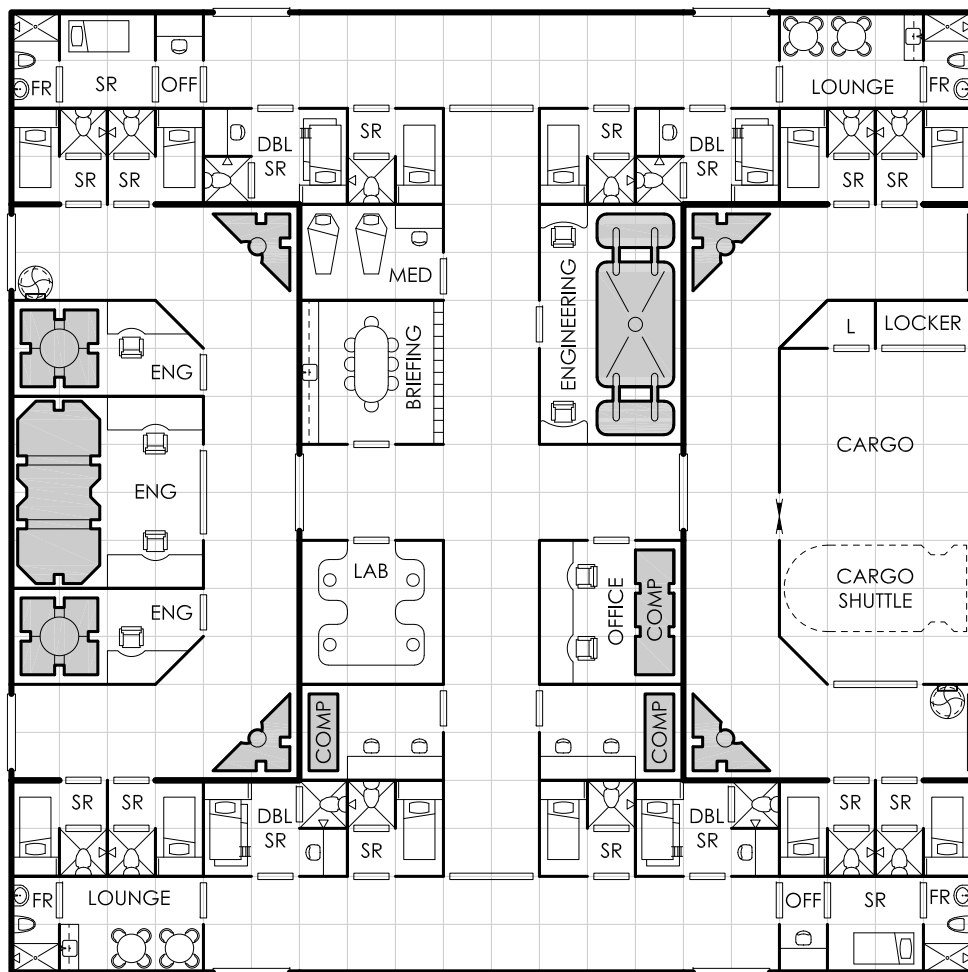 FR
SR
OFF
LOUNGE
FR
SR
SR
DBL
SR
SR
SR
DBL
SR
SR
SR
MED
ENG
BRIEFING
ENGINEERING
L
LOCKER
CARGO
ENG
LAB
OFFICE
COMP
CARGO
SHUTTLE
ENG
COMP
COMP
SR
SR
DBL
SR
SR
SR
DBL
SR
SR
SR
FR
LOUNGE
OFF
SR
FR